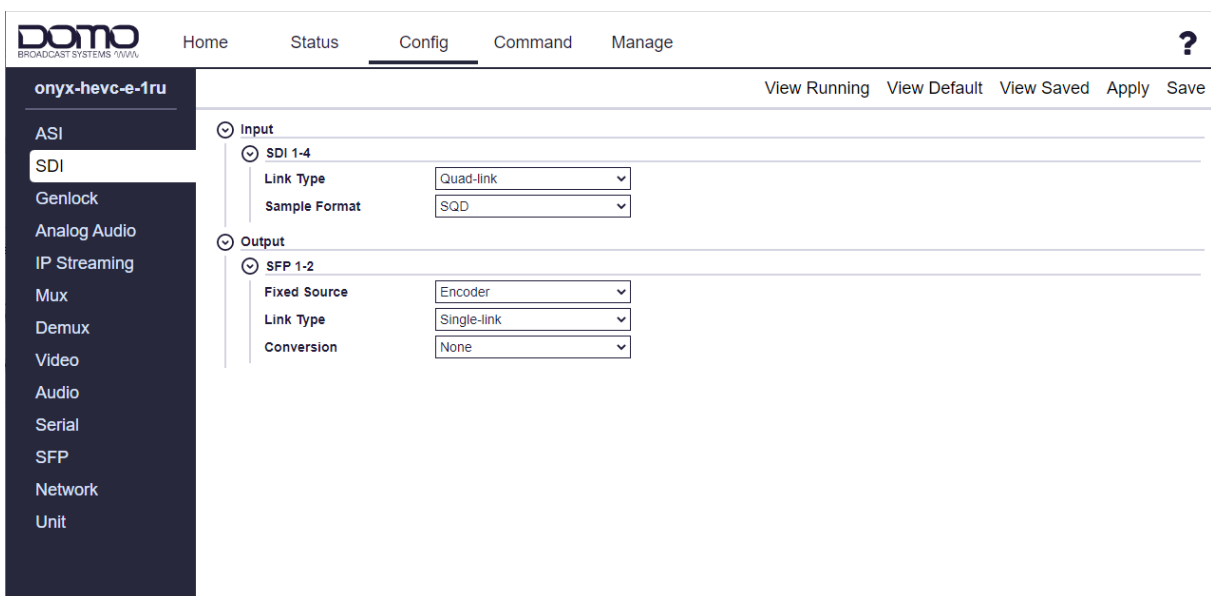 DOMO
BROADCAST SYSTEMS
Home Status Config Command Manage ?
onyx-hevc-e-1ru
View Running View Default View Saved Apply Save
ASI
SDI
Genlock
Analog Audio
IP Streaming
Mux
Demux
Video
Audio
Serial
SFP
Network
Unit
Input
SDI 1-4
Link Type Quad-link
Sample Format SQD
Output
SFP 1-2
Fixed Source Encoder
Link Type Single-link
Conversion None